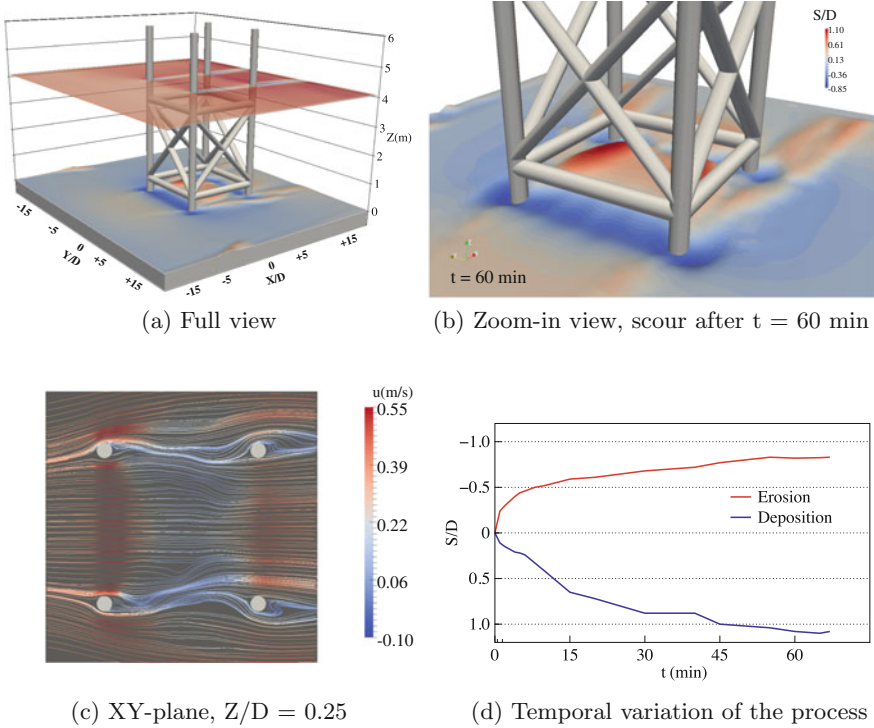 6
5
4
3
Z(m)
2
1
0
-15
-5
0
+5
+15
Y/D
-15
-5
0
+5
+15
X/D
(a) Full view
S/D
1.10
0.61
0.13
-0.36
-0.85
t = 60 min
(b) Zoom-in view, scour after t = 60 min
u(m/s)
0.55
0.39
0.22
0.06
-0.10
(c) XY-plane, Z/D = 0.25
−1.0
−0.5
0
0.5
1.0
S/D
Erosion
Deposition
0
15
30
45
60
t (min)
(d) Temporal variation of the process